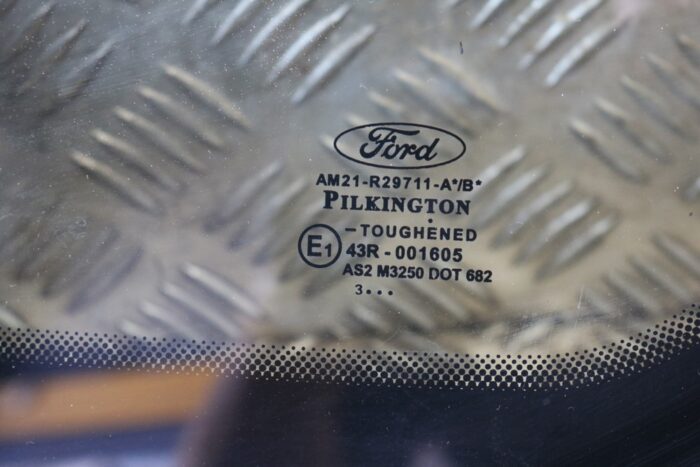 Ford
AM21-R29711-A*/B*
PILKINGTON
-TOUGHENED
E1 43R - 001605
AS2 M3250 DOT 682
3•••